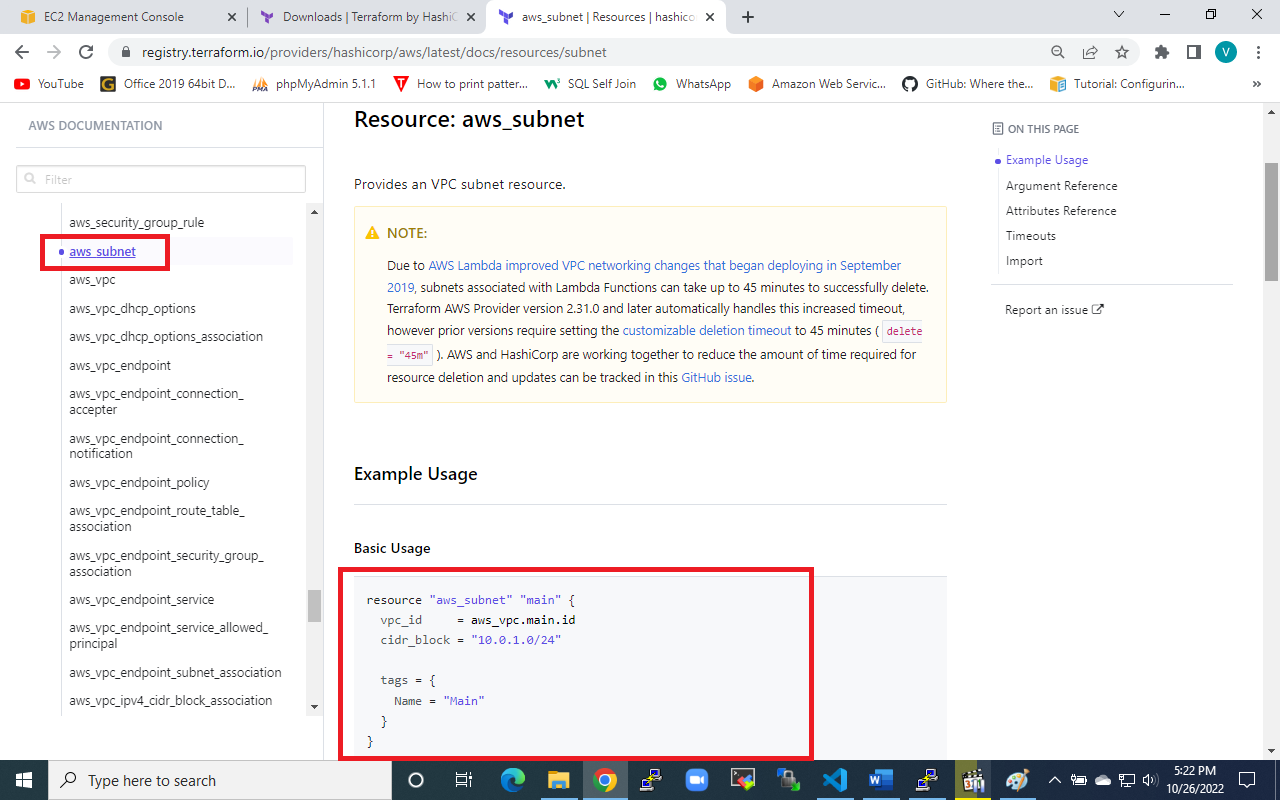 EC2 Management Console
Downloads | Terraform by HashiC
aws_subnet | Resources | hashico
registry.terraform.io/providers/hashicorp/aws/latest/docs/resources/subnet
V
YouTube
Office 2019 64bit D...
phpMyAdmin 5.1.1
How to print patter...
SQL Self Join
WhatsApp
Amazon Web Servic...
GitHub: Where the...
Tutorial: Configurin...
»
AWS DOCUMENTATION
Filter
aws_security_group_rule
aws_subnet
aws_vpc
aws_vpc_dhcp_options
aws_vpc_dhcp_options_association
aws_vpc_endpoint
aws_vpc_endpoint_connection_
accepter
aws_vpc_endpoint_connection_
notification
aws_vpc_endpoint_policy
aws_vpc_endpoint_route_table_
association
aws_vpc_endpoint_security_group_
association
aws_vpc_endpoint_service
aws_vpc_endpoint_service_allowed_
principal
aws_vpc_endpoint_subnet_association
aws_vpc_ipv4_cidr_block_association
Resource: aws_subnet
Provides an VPC subnet resource.
NOTE:
Due to AWS Lambda improved VPC networking changes that began deploying in September
2019, subnets associated with Lambda Functions can take up to 45 minutes to successfully delete.
Terraform AWS Provider version 2.31.0 and later automatically handles this increased timeout,
however prior versions require setting the customizable deletion timeout to 45 minutes ( delete
= "45m" ). AWS and HashiCorp are working together to reduce the amount of time required for
resource deletion and updates can be tracked in this GitHub issue.
Example Usage
Basic Usage
resource "aws_subnet" "main" {
  vpc_id     = aws_vpc.main.id
  cidr_block = "10.0.1.0/24"
  tags = {
    Name = "Main"
  }
}
ON THIS PAGE
Example Usage
Argument Reference
Attributes Reference
Timeouts
Import
Report an issue
Type here to search
5:22 PM
10/26/2022